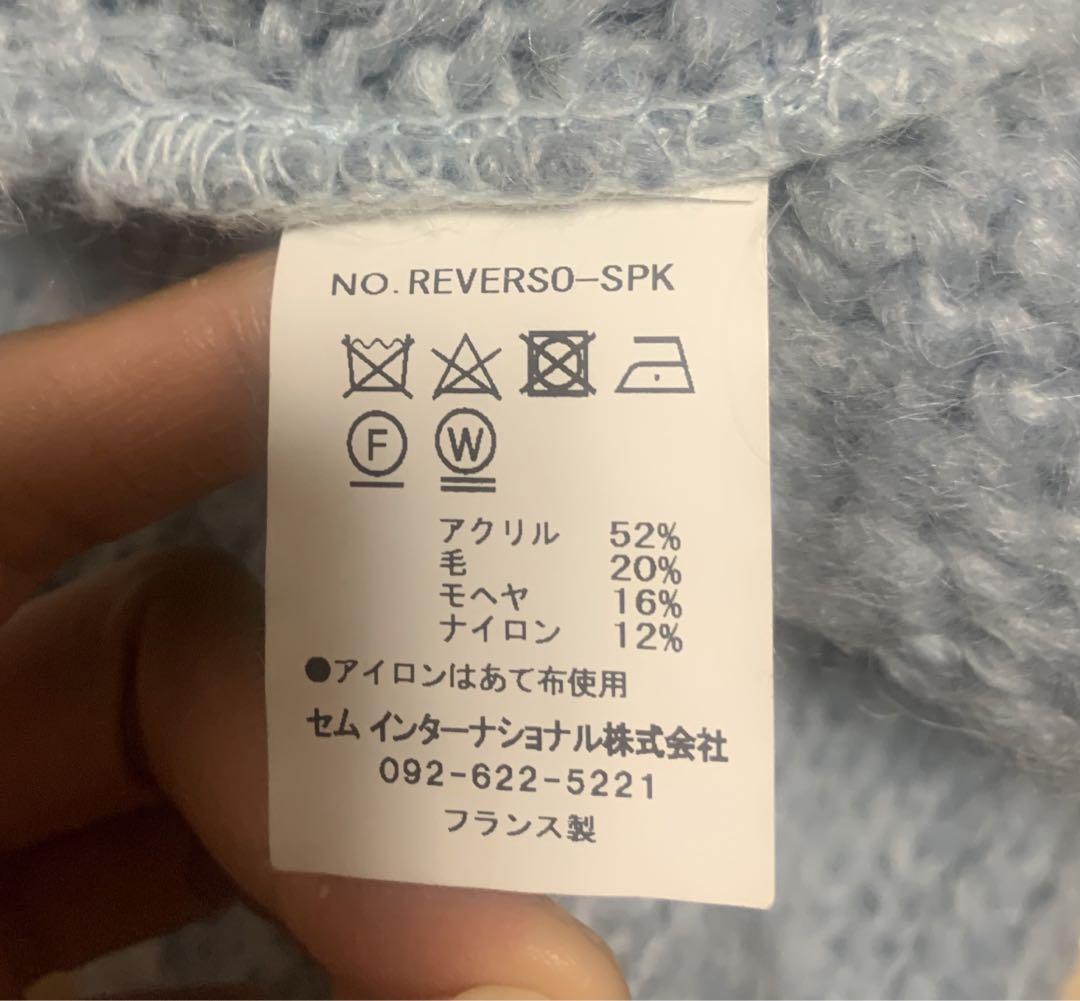 NO. REVERSO-SPK
F W
アクリル 52%
毛 20%
モヘヤ 16%
ナイロン 12%
●アイロンはあて布使用
セム インターナショナル株式会社
092-622-5221
フランス製